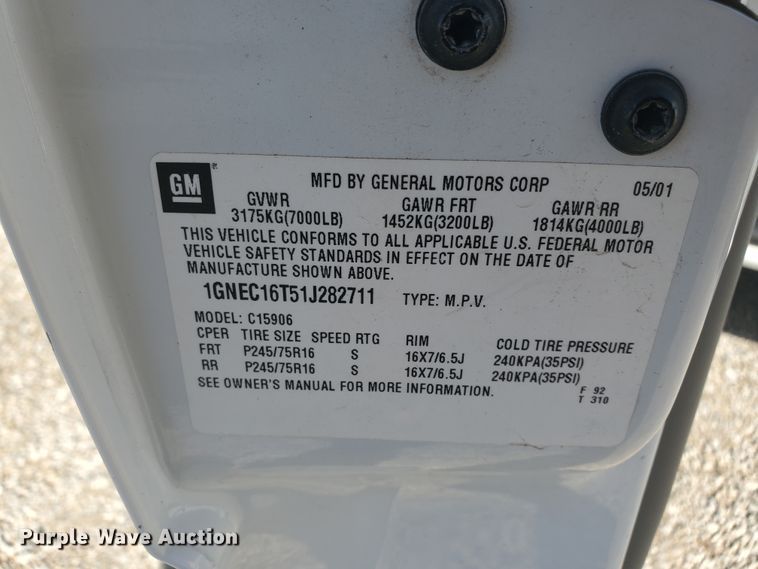 GM
MFD BY GENERAL MOTORS CORP 05/01
GVWR GAWR FRT GAWR RR
3175KG(7000LB) 1452KG(3200LB) 1814KG(4000LB)
THIS VEHICLE CONFORMS TO ALL APPLICABLE U.S. FEDERAL MOTOR
VEHICLE SAFETY STANDARDS IN EFFECT ON THE DATE OF
MANUFACTURE SHOWN ABOVE.
1GNEC16T51J282711 TYPE: M.P.V.
MODEL: C15906
CPER TIRE SIZE SPEED RTG RIM COLD TIRE PRESSURE
FRT P245/75R16 S 16X7/6.5J 240KPA(35PSI)
RR P245/75R16 S 16X7/6.5J 240KPA(35PSI)
SEE OWNER'S MANUAL FOR MORE INFORMATION.
F 92
T 310
Purple Wave Auction